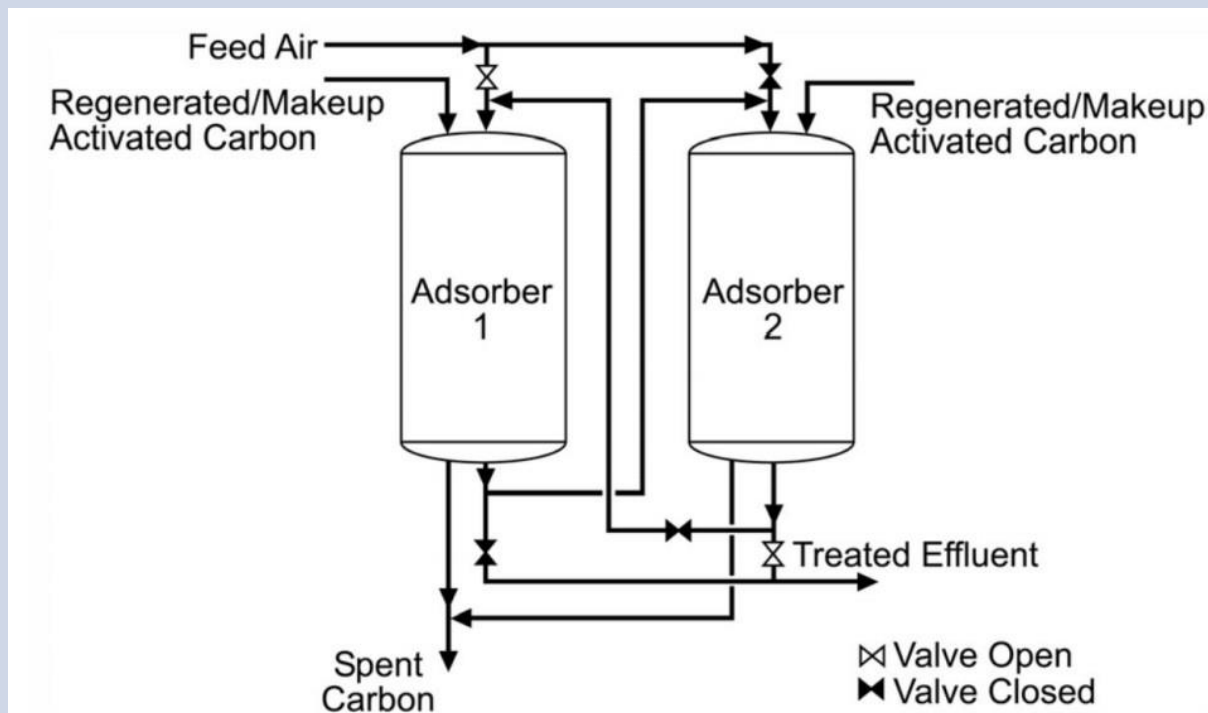 Feed Air
Regenerated/Makeup
Activated Carbon
Regenerated/Makeup
Activated Carbon
Adsorber
1
Adsorber
2
Treated Effluent
Spent
Carbon
Valve Open
Valve Closed